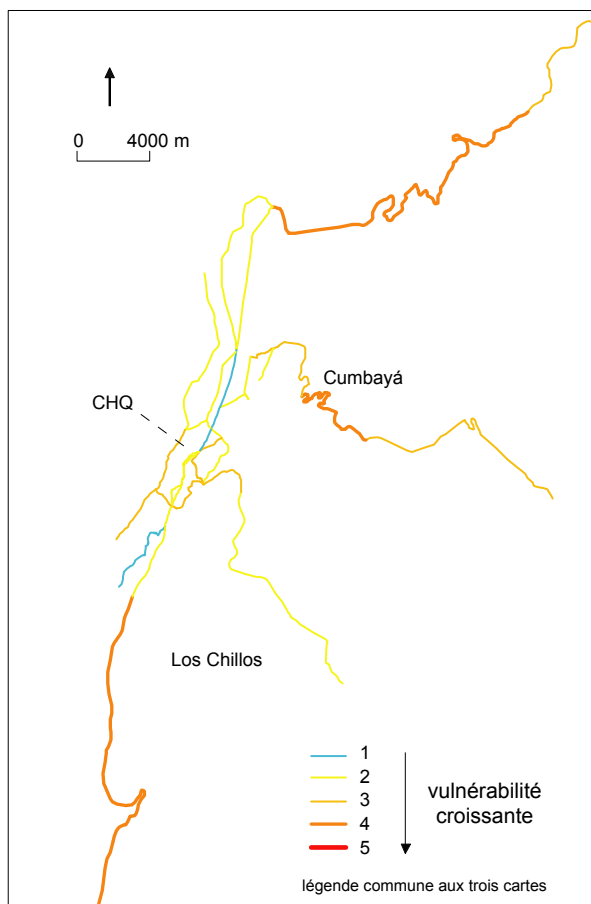 0 4000 m
Cumbayá
CHQ
Los Chillos
1
2
3
4
5
vulnérabilité
croissante
légende commune aux trois cartes